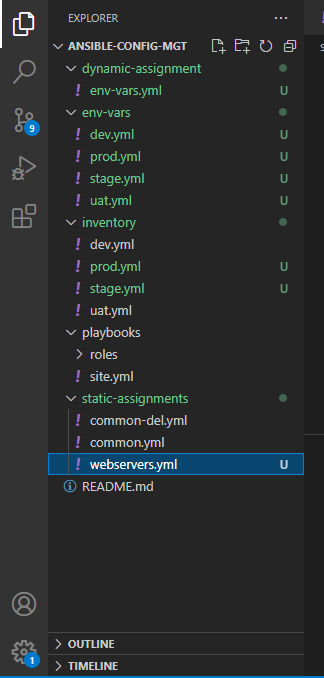 EXPLORER ...
ANSIBLE-CONFIG-MGT
dynamic-assignment
! env-vars.yml U
env-vars
! dev.yml U
! prod.yml U
! stage.yml U
! uat.yml U
inventory
! dev.yml
! prod.yml U
! stage.yml U
! uat.yml
playbooks
roles
! site.yml
static-assignments
! common-del.yml
! common.yml
! webservers.yml U
README.md
9
1
OUTLINE
TIMELINE